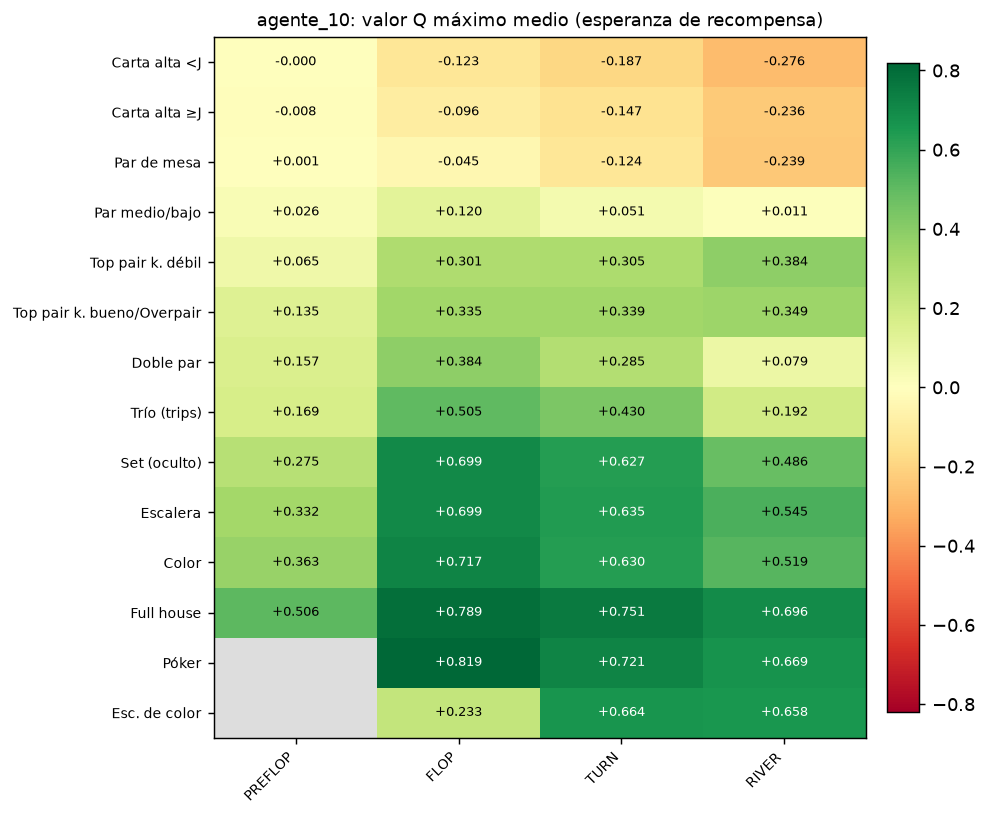 agente_10: valor Q máximo medio (esperanza de recompensa)
Carta alta <J -0.000 -0.123 -0.187 -0.276
Carta alta ≥J -0.008 -0.096 -0.147 -0.236
Par de mesa +0.001 -0.045 -0.124 -0.239
Par medio/bajo +0.026 +0.120 +0.051 +0.011
Top pair k. débil +0.065 +0.301 +0.305 +0.384
Top pair k. bueno/Overpair +0.135 +0.335 +0.339 +0.349
Doble par +0.157 +0.384 +0.285 +0.079
Trío (trips) +0.169 +0.505 +0.430 +0.192
Set (oculto) +0.275 +0.699 +0.627 +0.486
Escalera +0.332 +0.699 +0.635 +0.545
Color +0.363 +0.717 +0.630 +0.519
Full house +0.506 +0.789 +0.751 +0.696
Póker +0.819 +0.721 +0.669
Esc. de color +0.233 +0.664 +0.658
PREFLOP FLOP TURN RIVER
0.8
0.6
0.4
0.2
0.0
−0.2
−0.4
−0.6
−0.8